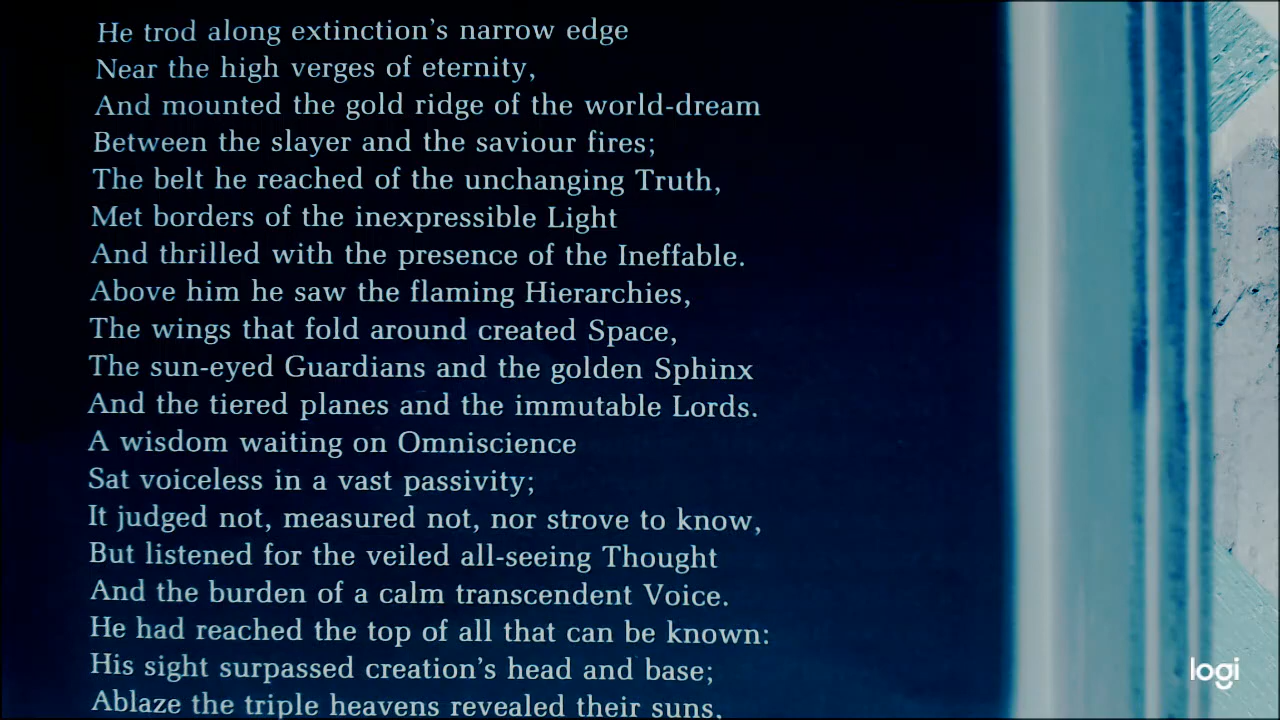 He trod along extinction's narrow edge
Near the high verges of eternity,
And mounted the gold ridge of the world-dream
Between the slayer and the saviour fires;
The belt he reached of the unchanging Truth,
Met borders of the inexpressible Light
And thrilled with the presence of the Ineffable.
Above him he saw the flaming Hierarchies,
The wings that fold around created Space,
The sun-eyed Guardians and the golden Sphinx
And the tiered planes and the immutable Lords.
A wisdom waiting on Omniscience
Sat voiceless in a vast passivity;
It judged not, measured not, nor strove to know,
But listened for the veiled all-seeing Thought
And the burden of a calm transcendent Voice.
He had reached the top of all that can be known:
His sight surpassed creation's head and base;
Ablaze the triple heavens revealed their suns,
logi